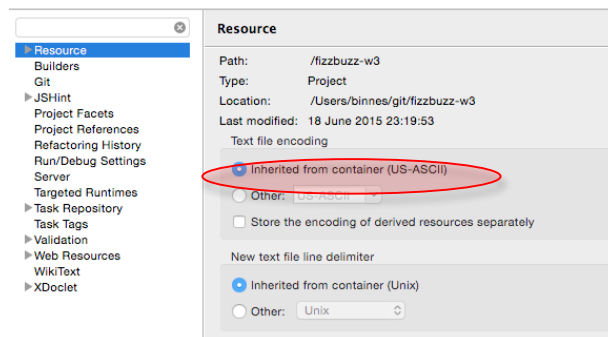 Resource
Builders
Git
JSHint
Project Facets
Project References
Refactoring History
Run/Debug Settings
Server
Targeted Runtimes
Task Repository
Task Tags
Validation
Web Resources
WikiText
XDoclet
Resource
Path: /fizzbuzz-w3
Type: Project
Location: /Users/binnes/git/fizzbuzz-w3
Last modified: 18 June 2015 23:19:53
Text file encoding
Inherited from container (US-ASCII)
Other: US-ASCII
Store the encoding of derived resources separately
New text file line delimiter
Inherited from container (Unix)
Other: Unix